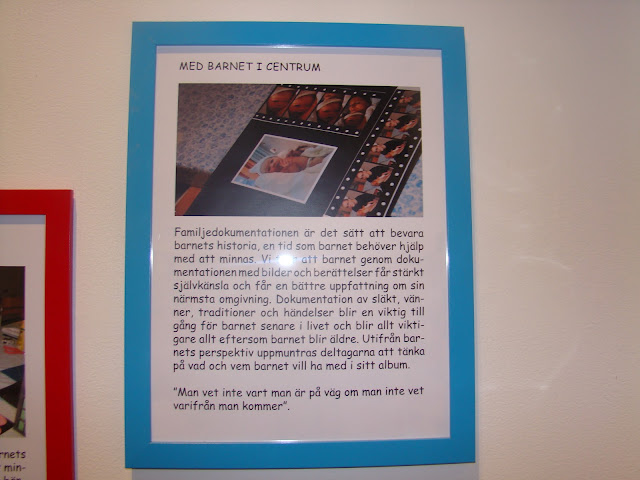 MED BARNET I CENTRUM
Familjedokumentationen är det sätt att bevara
barnets historia, en tid som barnet behöver hjälp
med att minnas. Vi att barnet genom doku-
mentationen med bilder och berättelser får stärkt
självkänsla och får en bättre uppfattning om sin
närmsta omgivning. Dokumentation av släkt, vän-
ner, traditioner och händelser blir en viktig till
gång för barnet senare i livet och blir allt vikti-
gare allt eftersom barnet blir äldre. Utifrån bar-
nets perspektiv uppmuntras deltagarna att tänka
på vad och vem barnet vill ha med i sitt album.
"Man vet inte vart man är på väg om man inte vet
varifrån man kommer".
rnets
min-